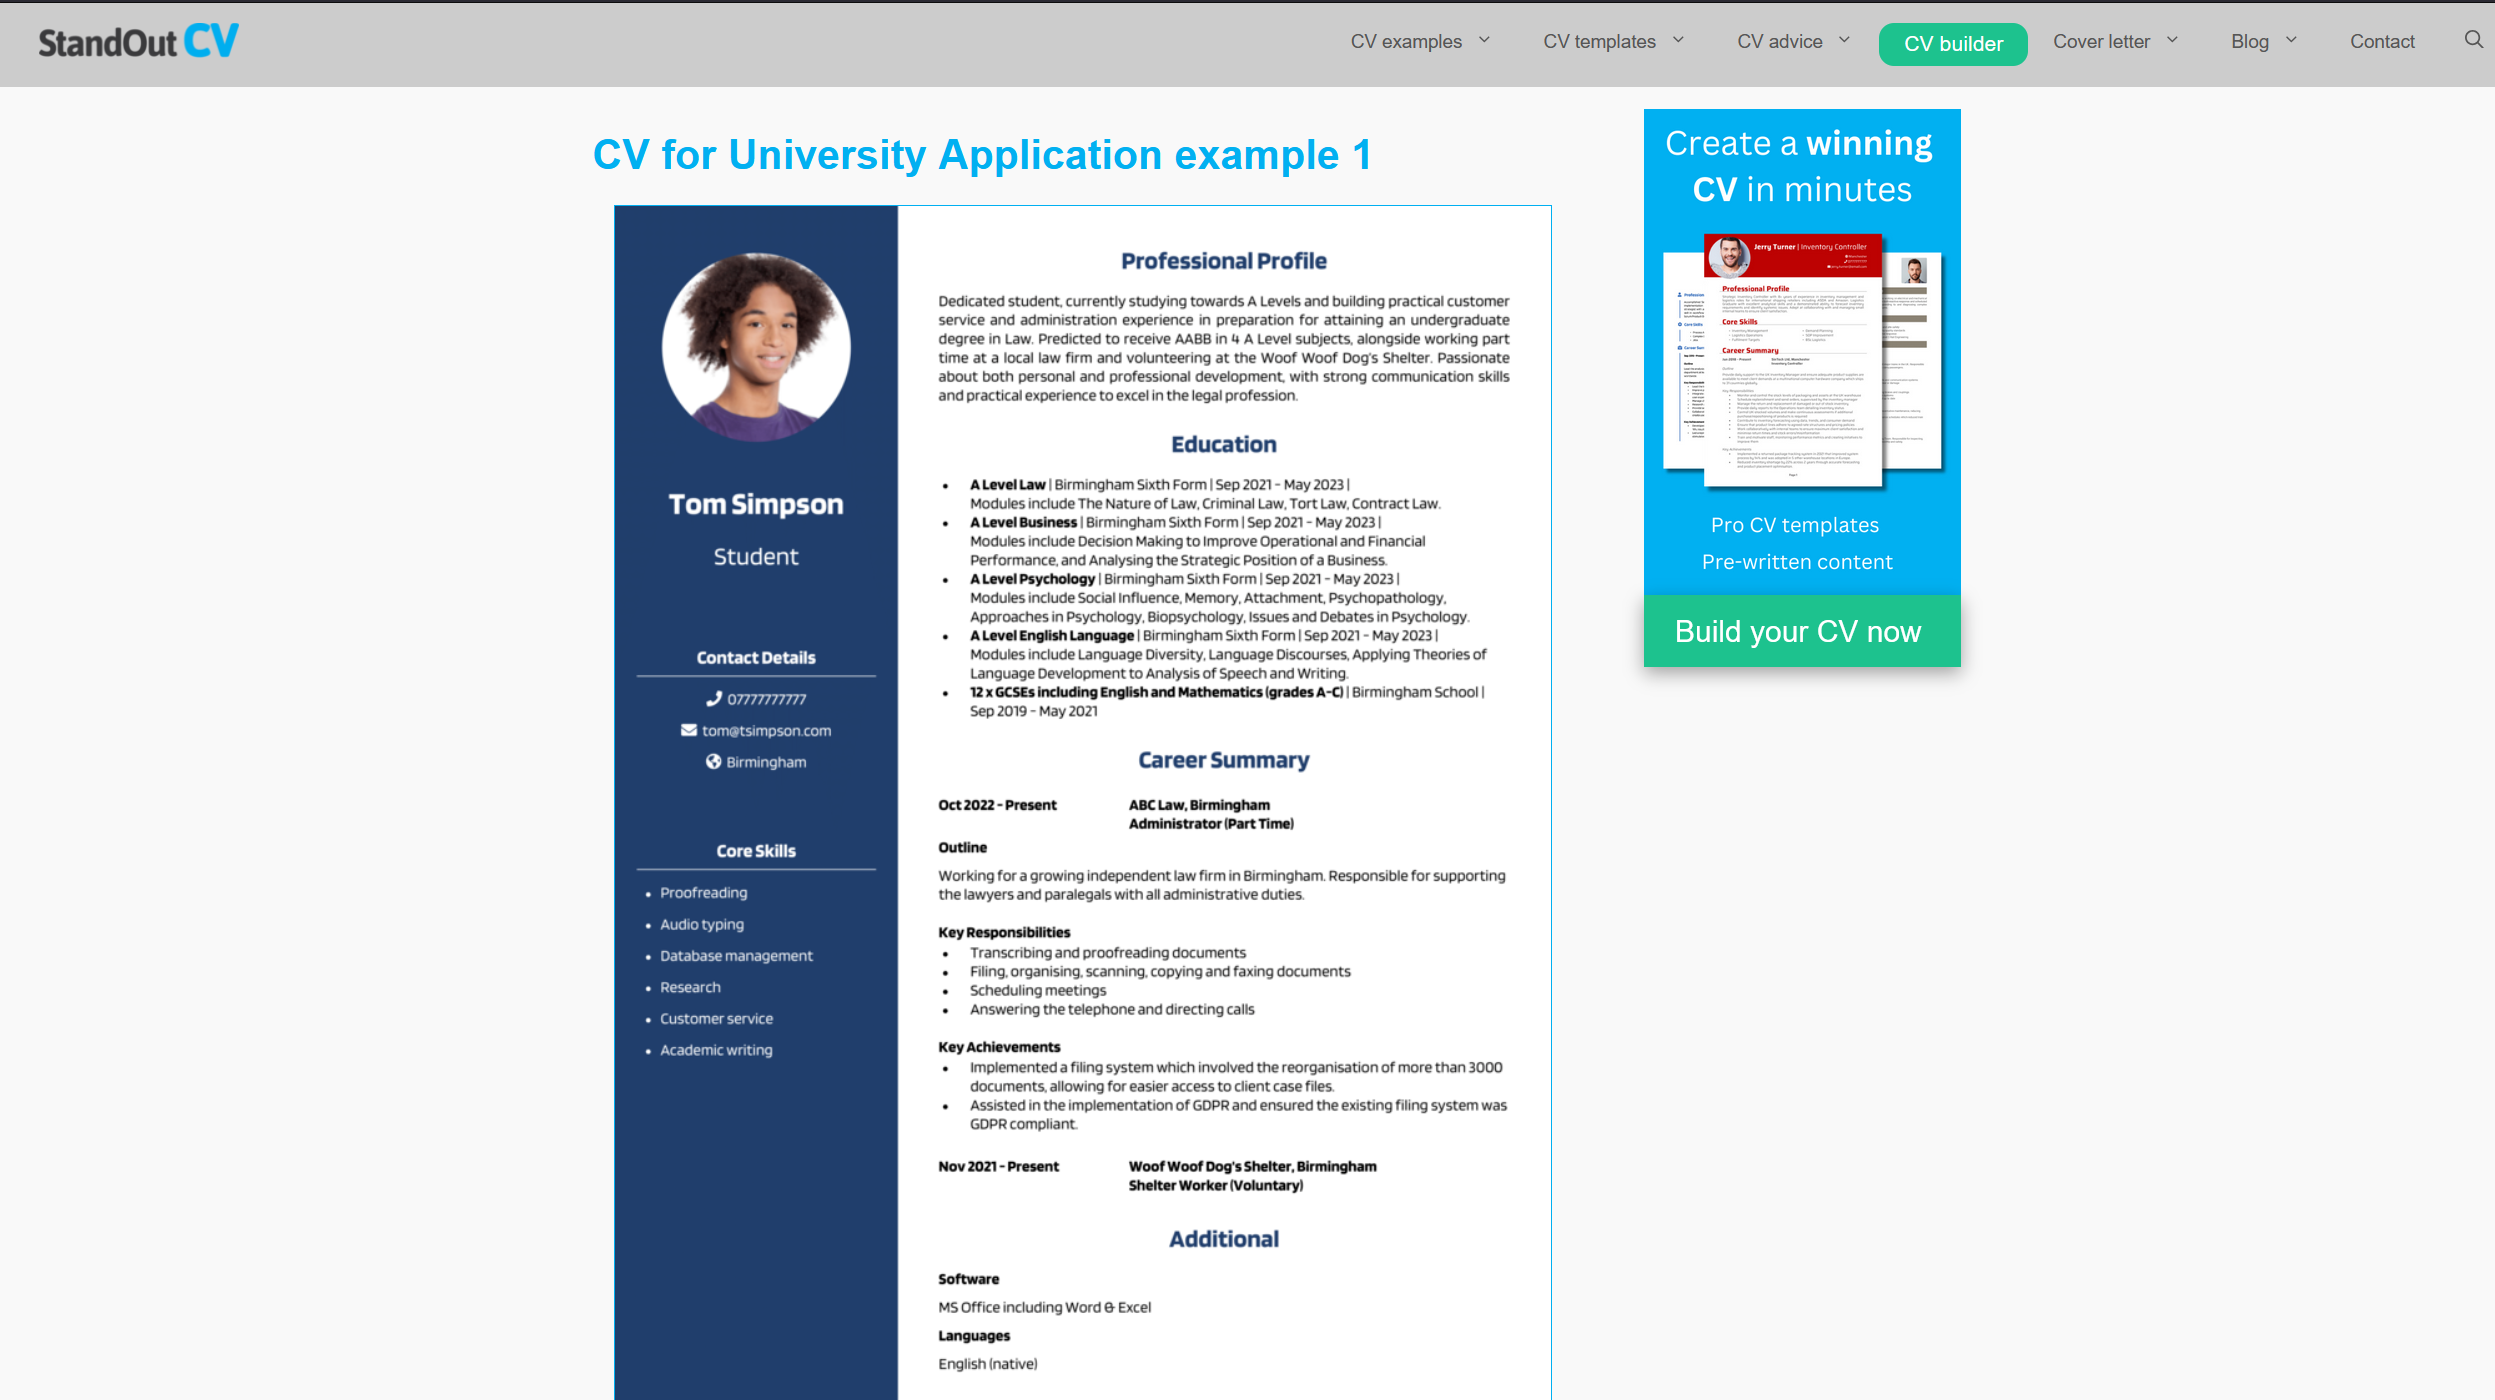 StandOut CV
CV examples
CV templates
CV advice
CV builder
Cover letter
Blog
Contact
CV for University Application example 1
Tom Simpson
Student
Contact Details
07777777777
tom@tsimpson.com
Birmingham
Core Skills
• Proofreading
• Audio typing
• Database management
• Research
• Customer service
• Academic writing
Professional Profile
Dedicated student, currently studying towards A Levels and building practical customer
service and administration experience in preparation for attaining an undergraduate
degree in Law. Predicted to receive AABB in 4 A Level subjects, alongside working part
time at a local law firm and volunteering at the Woof Woof Dog's Shelter. Passionate
about both personal and professional development, with strong communication skills
and practical experience to excel in the legal profession.
Education
• A Level Law | Birmingham Sixth Form | Sep 2021 - May 2023 |
Modules include The Nature of Law, Criminal Law, Tort Law, Contract Law.
• A Level Business | Birmingham Sixth Form | Sep 2021 - May 2023 |
Modules include Decision Making to Improve Operational and Financial
Performance, and Analysing the Strategic Position of a Business.
• A Level Psychology | Birmingham Sixth Form | Sep 2021 - May 2023 |
Modules include Social Influence, Memory, Attachment, Psychopathology,
Approaches in Psychology, Biopsychology, Issues and Debates in Psychology.
• A Level English Language | Birmingham Sixth Form | Sep 2021 - May 2023 |
Modules include Language Diversity, Language Discourses, Applying Theories of
Language Development to Analysis of Speech and Writing.
• 12 x GCSEs including English and Mathematics (grades A-C) | Birmingham School |
Sep 2019 - May 2021
Career Summary
Oct 2022 - Present ABC Law, Birmingham
Administrator (Part Time)
Outline
Working for a growing independent law firm in Birmingham. Responsible for supporting
the lawyers and paralegals with all administrative duties.
Key Responsibilities
• Transcribing and proofreading documents
• Filing, organising, scanning, copying and faxing documents
• Scheduling meetings
• Answering the telephone and directing calls
Key Achievements
• Implemented a filing system which involved the reorganisation of more than 3000
documents, allowing for easier access to client case files.
• Assisted in the implementation of GDPR and ensured the existing filing system was
GDPR compliant.
Nov 2021 - Present Woof Woof Dog's Shelter, Birmingham
Shelter Worker (Voluntary)
Additional
Software
MS Office including Word & Excel
Languages
English (native)
Create a winning
CV in minutes
Jerry Turner | Inventory Controller
Professional Profile
Core Skills
Career Summary
Pro CV templates
Pre-written content
Build your CV now